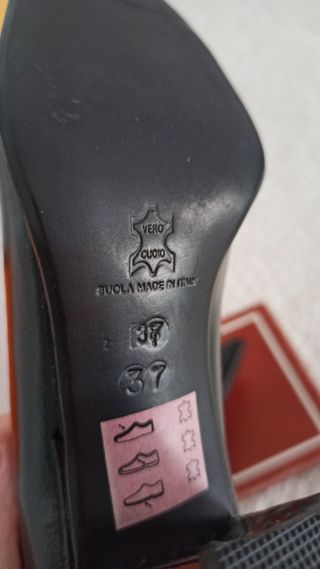 VERO
CUOIO
SUOLA MADE IN ITALY
37
37